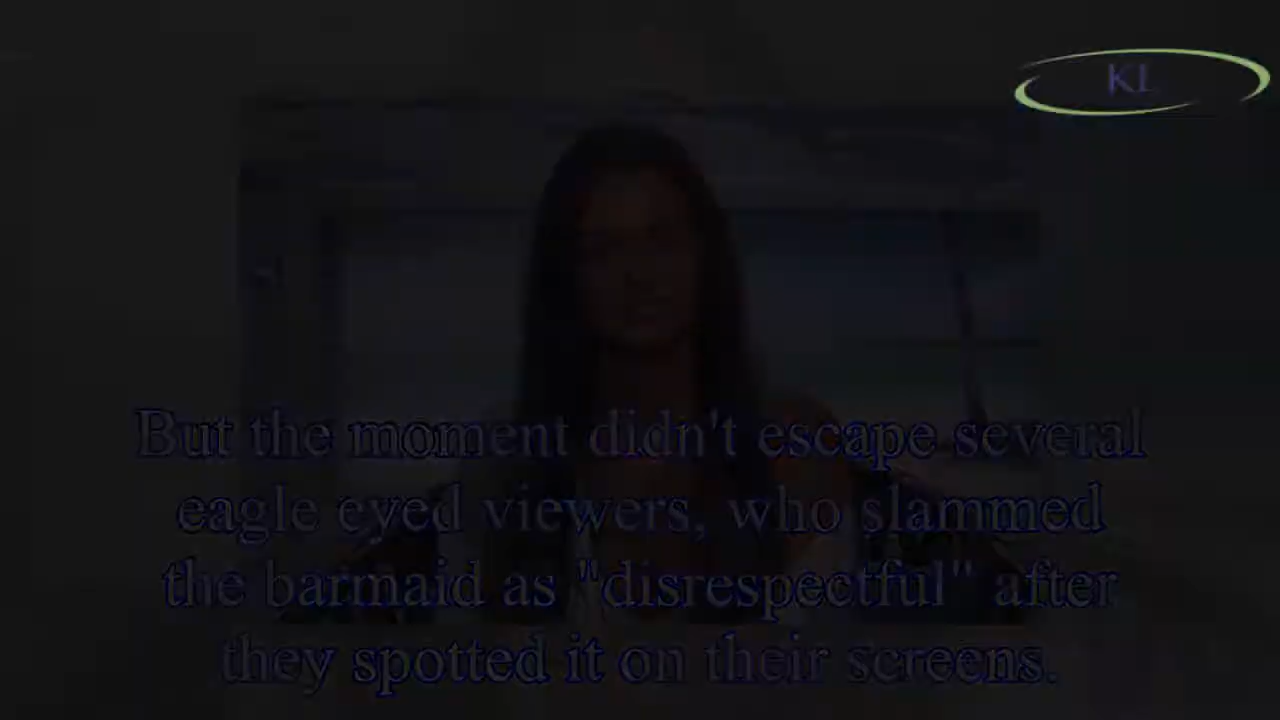 KL
But the moment didn't escape several
eagle eyed viewers, who slammed
the barmaid as "disrespectful" after
they spotted it on their screens.